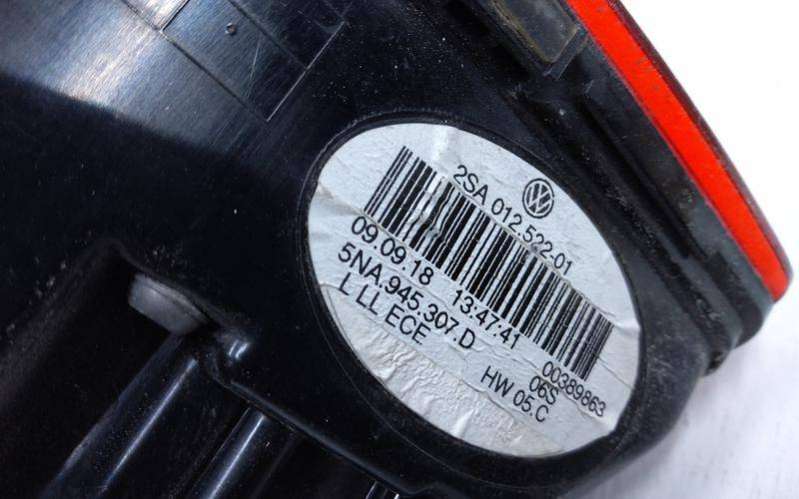 2SA 012.522-01
09.09.18 13:47:41 00389863
5NA.945.307.D 06S
L LL ECE HW 05.C